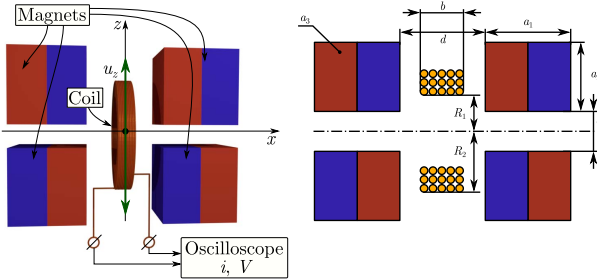 Magnets
z
u_z
Coil
x
Oscilloscope
i, V
b
a_3
d
a_1
a
R_1
R_2